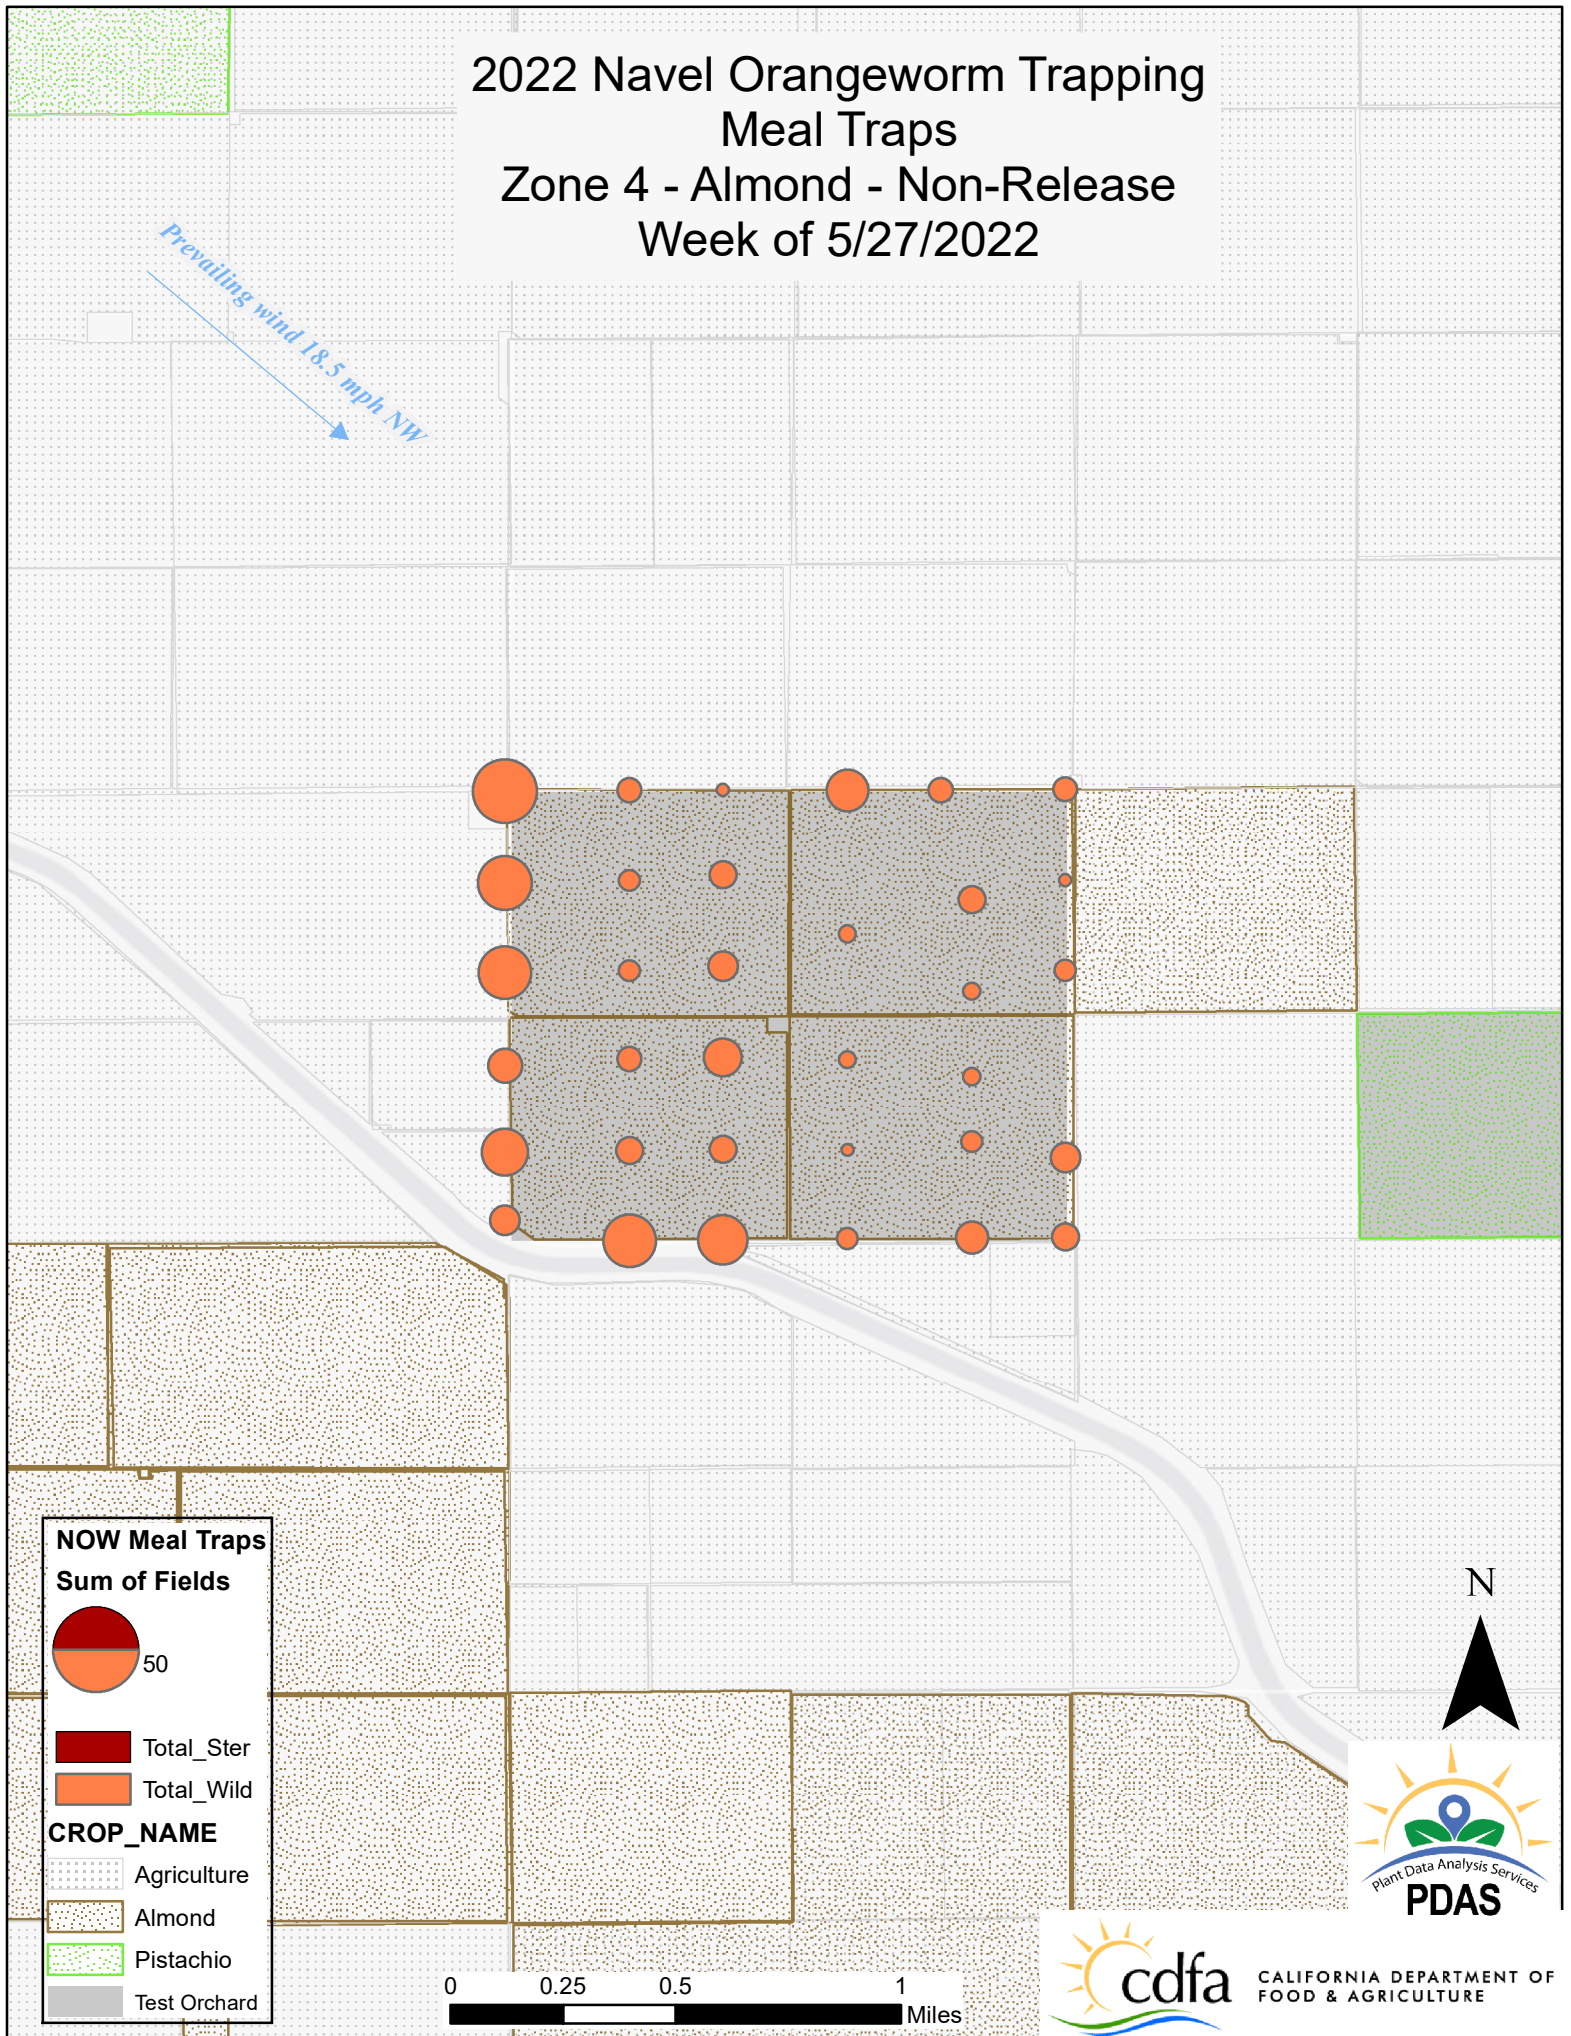 2022 Navel Orangeworm Trapping
Meal Traps
Zone 4 - Almond - Non-Release
Week of 5/27/2022
Prevailing wind 18.5 mph NW
NOW Meal Traps
Sum of Fields
50
Total_Ster
Total_Wild
CROP_NAME
Agriculture
Almond
Pistachio
Test Orchard
0 0.25 0.5 1
Miles
N
Plant Data Analysis Services
PDAS
cdfa
CALIFORNIA DEPARTMENT OF
FOOD & AGRICULTURE